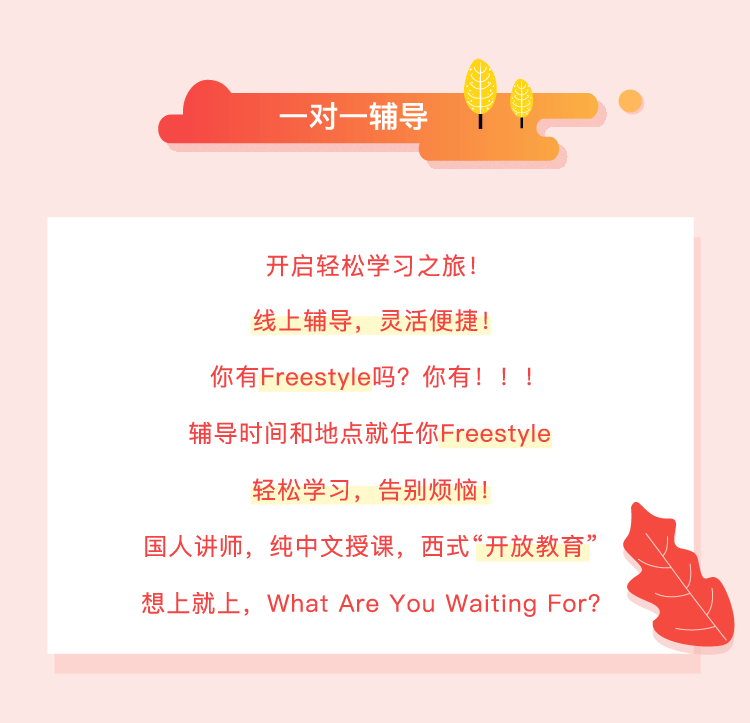 一对一辅导
开启轻松学习之旅！
线上辅导，灵活便捷！
你有Freestyle吗？你有！！！
辅导时间和地点就任你Freestyle
轻松学习，告别烦恼！
国人讲师，纯中文授课，西式“开放教育”
想上就上，What Are You Waiting For?